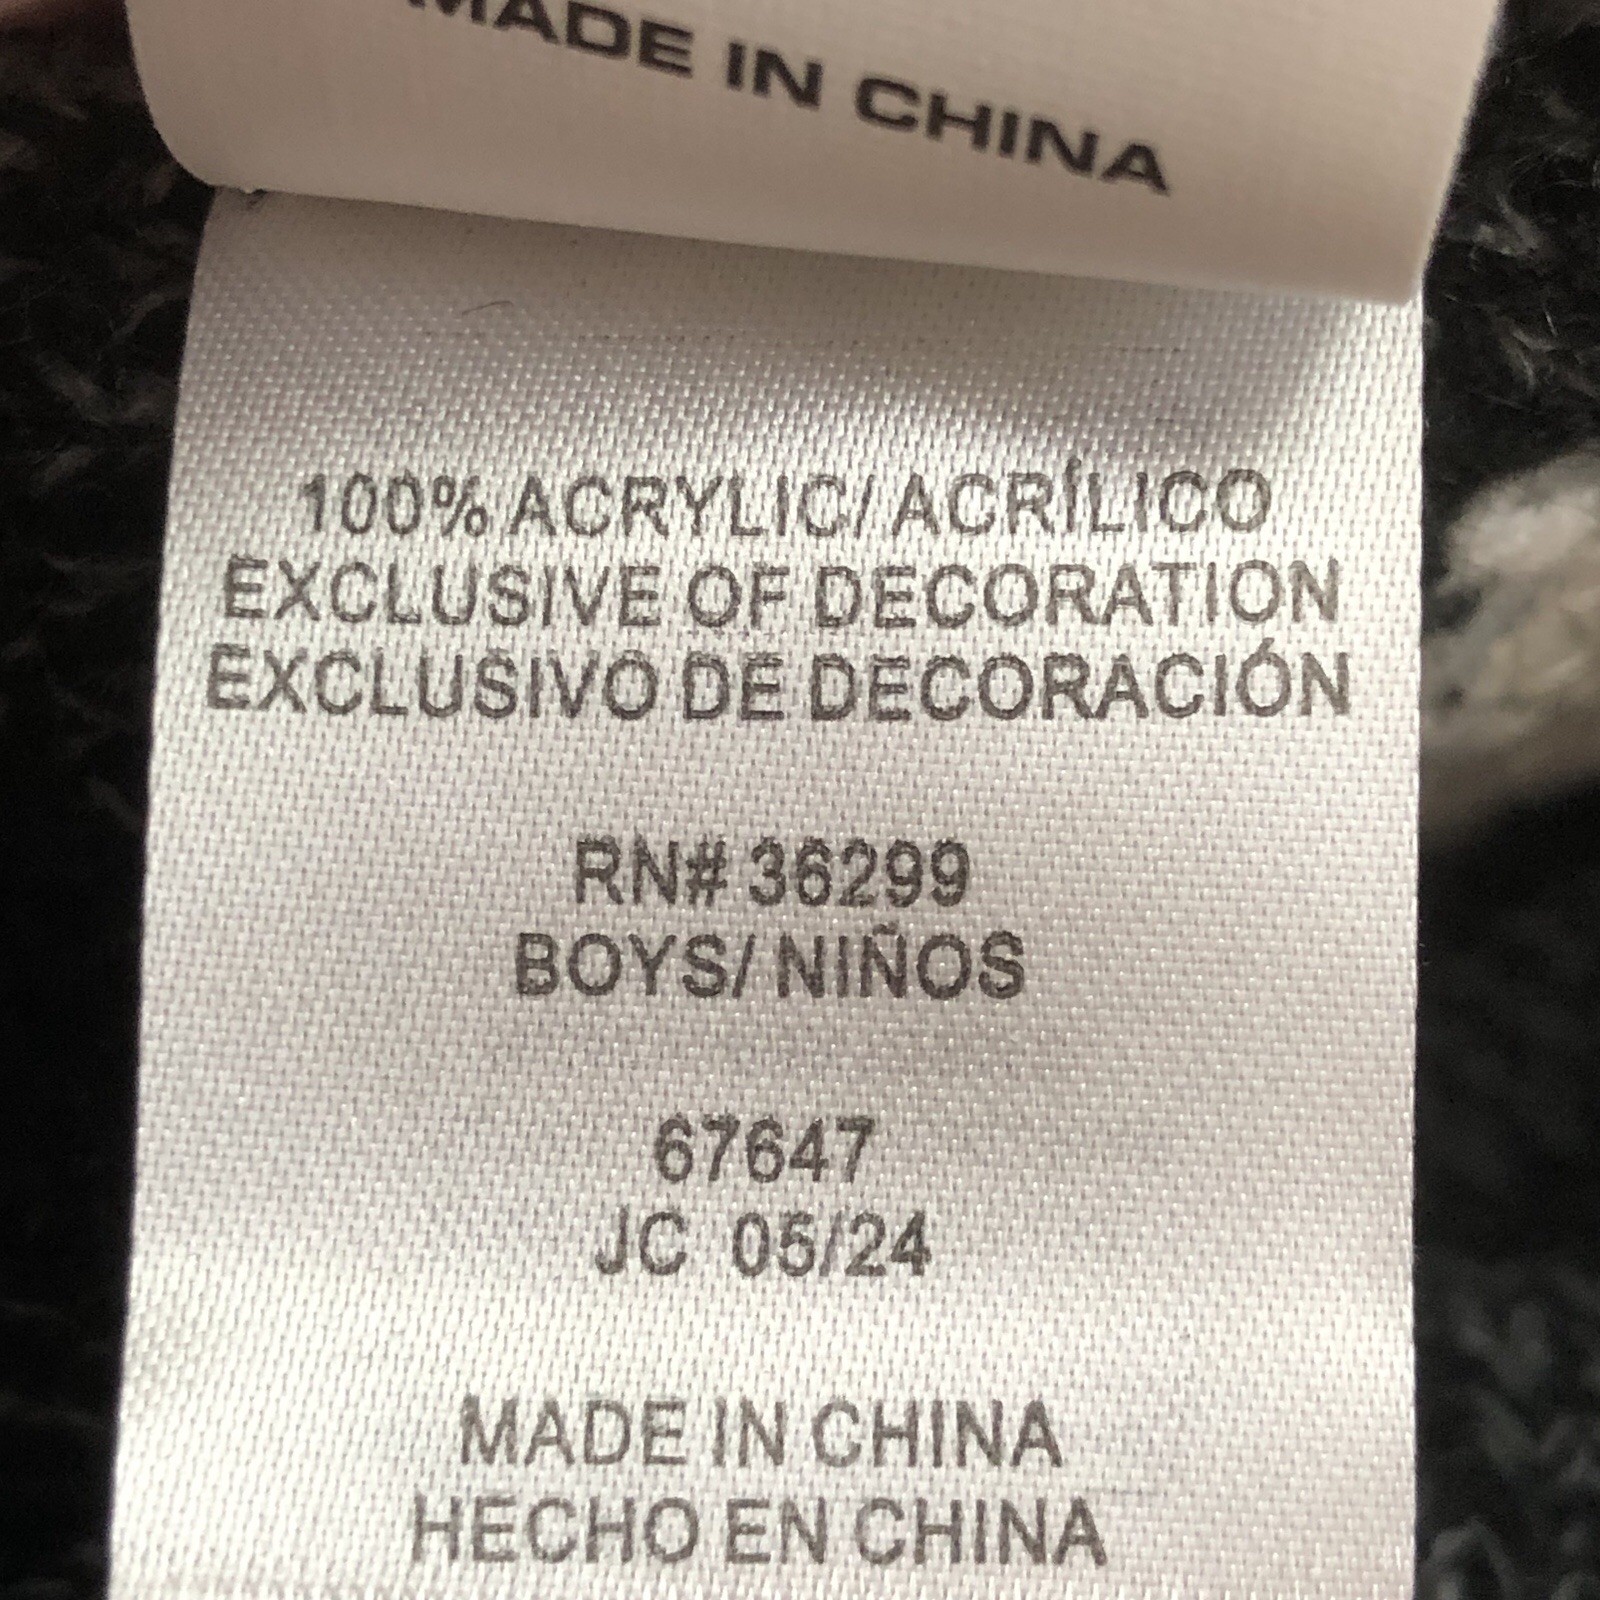 MADE IN CHINA
100% ACRYLIC/ ACRÍLICO
EXCLUSIVE OF DECORATION
EXCLUSIVO DE DECORACIÓN
RN# 36299
BOYS/ NIÑOS
67647
JC 05/24
MADE IN CHINA
HECHO EN CHINA